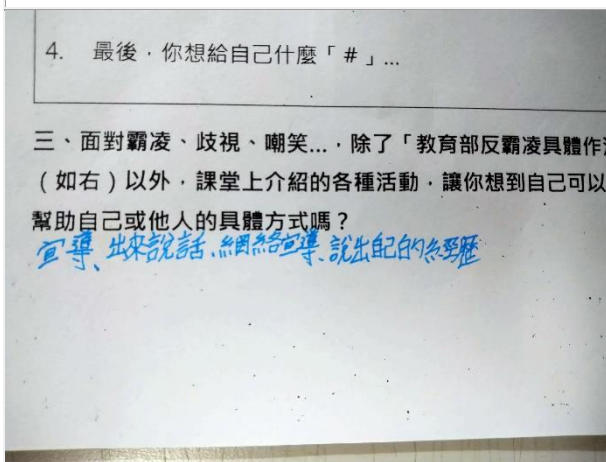 4. 最後，你想給自己什麼「#」...
三、面對霸凌、歧視、嘲笑...，除了「教育部反霸凌具體作
（如右）以外，課堂上介紹的各種活動，讓你想到自己可以
幫助自己或他人的具體方式嗎？
宣導、出來說話、網絡宣導、說出自己的經歷